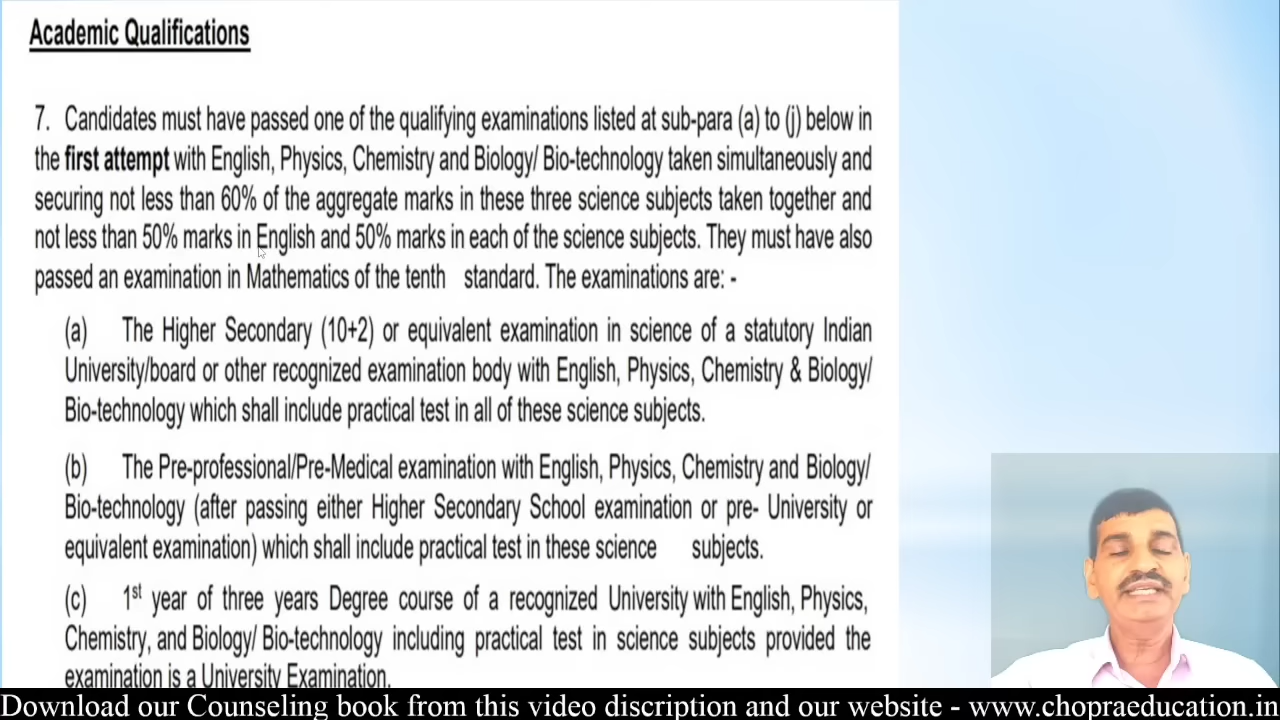 Academic Qualifications
7. Candidates must have passed one of the qualifying examinations listed at sub-para (a) to (j) below in
the first attempt with English, Physics, Chemistry and Biology/ Bio-technology taken simultaneously and
securing not less than 60% of the aggregate marks in these three science subjects taken together and
not less than 50% marks in English and 50% marks in each of the science subjects. They must have also
passed an examination in Mathematics of the tenth standard. The examinations are: -
(a) The Higher Secondary (10+2) or equivalent examination in science of a statutory Indian
University/board or other recognized examination body with English, Physics, Chemistry & Biology/
Bio-technology which shall include practical test in all of these science subjects.
(b) The Pre-professional/Pre-Medical examination with English, Physics, Chemistry and Biology/
Bio-technology (after passing either Higher Secondary School examination or pre- University or
equivalent examination) which shall include practical test in these science subjects.
(c) 1st year of three years Degree course of a recognized University with English, Physics,
Chemistry, and Biology/ Bio-technology including practical test in science subjects provided the
examination is a University Examination.
Download our Counseling book from this video discription and our website - www.chopraeducation.in